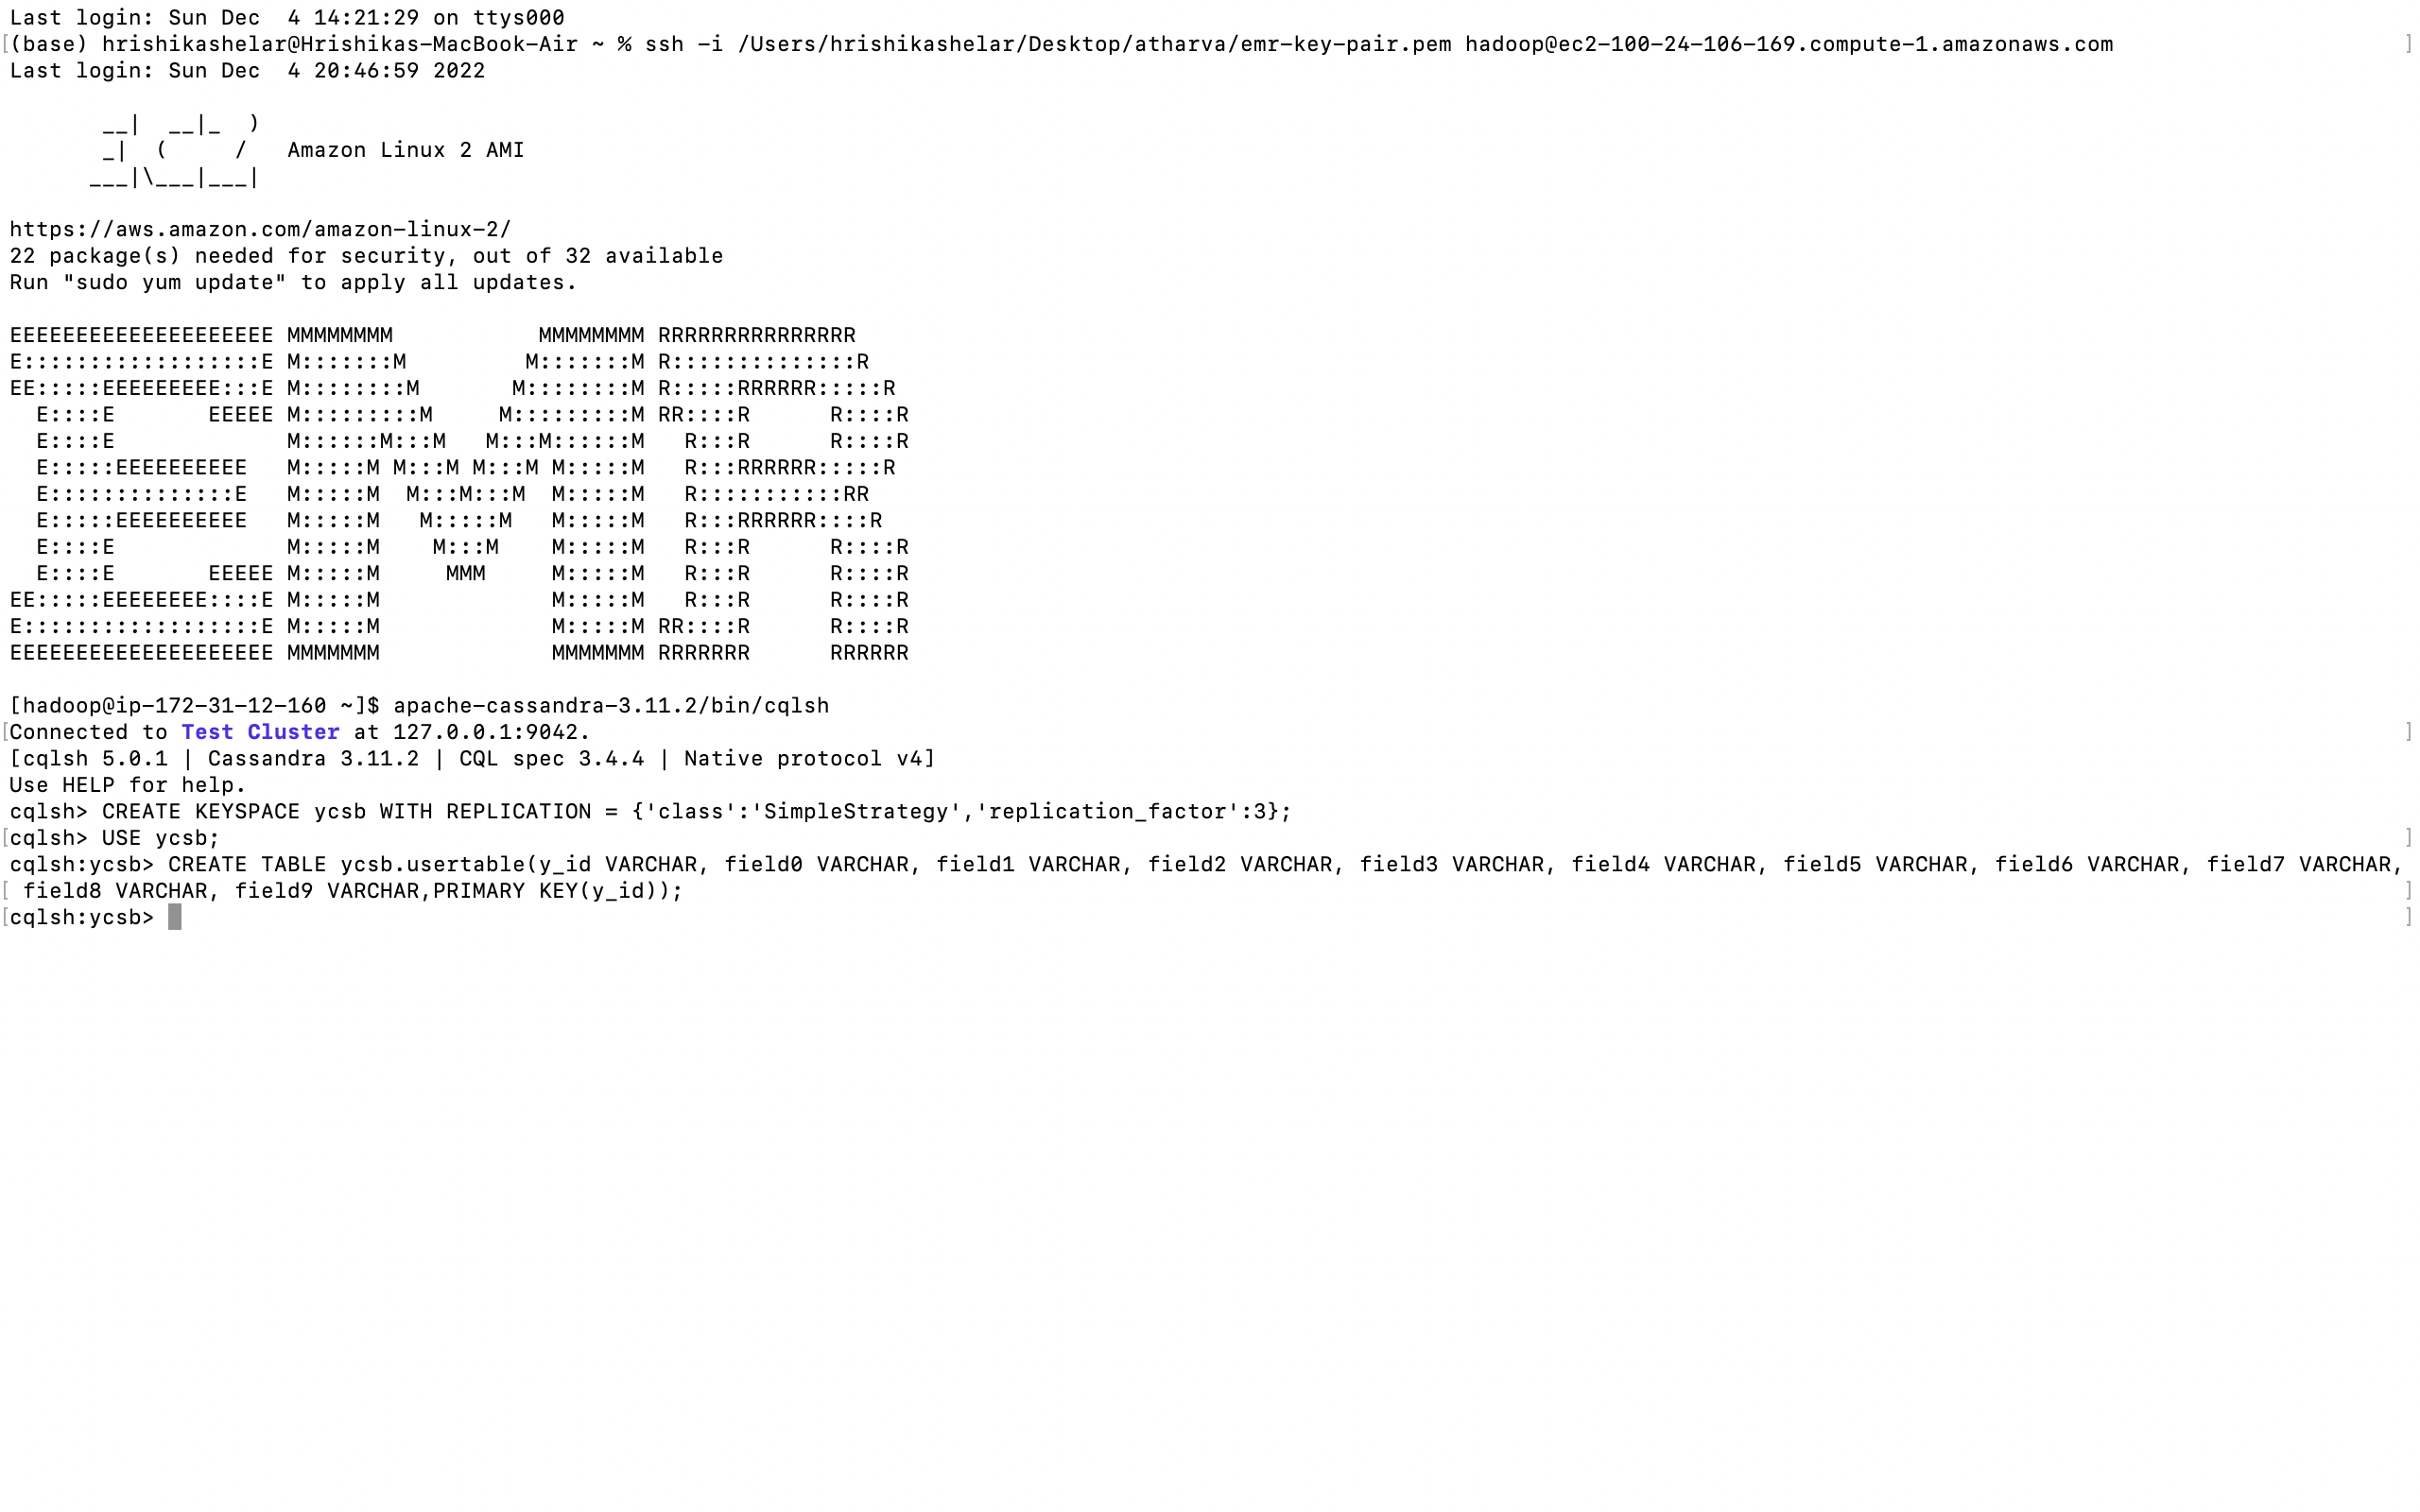 Last login: Sun Dec  4 14:21:29 on ttys000
[(base) hrishikashelar@Hrishikas-MacBook-Air ~ % ssh -i /Users/hrishikashelar/Desktop/atharva/emr-key-pair.pem hadoop@ec2-100-24-106-169.compute-1.amazonaws.com ]
Last login: Sun Dec  4 20:46:59 2022

       __|  __|_  )
       _|  (     /   Amazon Linux 2 AMI
      ___|\___|___|

https://aws.amazon.com/amazon-linux-2/
22 package(s) needed for security, out of 32 available
Run "sudo yum update" to apply all updates.

EEEEEEEEEEEEEEEEEEEE MMMMMMMM           MMMMMMMM RRRRRRRRRRRRRRR
E::::::::::::::::::E M:::::::M         M:::::::M R::::::::::::::R
EE:::::EEEEEEEEE:::E M::::::::M       M::::::::M R:::::RRRRRR:::::R
  E::::E       EEEEE M:::::::::M     M:::::::::M RR::::R      R::::R
  E::::E             M::::::M:::M   M:::M::::::M   R:::R      R::::R
  E:::::EEEEEEEEEE   M:::::M M:::M M:::M M:::::M   R:::RRRRRR:::::R
  E::::::::::::::E   M:::::M  M:::M:::M  M:::::M   R:::::::::::RR
  E:::::EEEEEEEEEE   M:::::M   M:::::M   M:::::M   R:::RRRRRR::::R
  E::::E             M:::::M    M:::M    M:::::M   R:::R      R::::R
  E::::E       EEEEE M:::::M     MMM     M:::::M   R:::R      R::::R
EE:::::EEEEEEEE::::E M:::::M             M:::::M   R:::R      R::::R
E::::::::::::::::::E M:::::M             M:::::M RR::::R      R::::R
EEEEEEEEEEEEEEEEEEEE MMMMMMM             MMMMMMM RRRRRRR      RRRRRR

[hadoop@ip-172-31-12-160 ~]$ apache-cassandra-3.11.2/bin/cqlsh
[Connected to Test Cluster at 127.0.0.1:9042. ]
[cqlsh 5.0.1 | Cassandra 3.11.2 | CQL spec 3.4.4 | Native protocol v4]
Use HELP for help.
cqlsh> CREATE KEYSPACE ycsb WITH REPLICATION = {'class':'SimpleStrategy','replication_factor':3};
[cqlsh> USE ycsb; ]
cqlsh:ycsb> CREATE TABLE ycsb.usertable(y_id VARCHAR, field0 VARCHAR, field1 VARCHAR, field2 VARCHAR, field3 VARCHAR, field4 VARCHAR, field5 VARCHAR, field6 VARCHAR, field7 VARCHAR,
[ field8 VARCHAR, field9 VARCHAR,PRIMARY KEY(y_id)); ]
[cqlsh:ycsb> ]